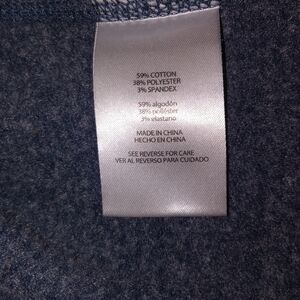 59% COTTON
38% POLYESTER
3% SPANDEX
59% algodón
38% poliéster
3% elastano
MADE IN CHINA
HECHO EN CHINA
SEE REVERSE FOR CARE
VER AL REVERSO PARA CUIDADO